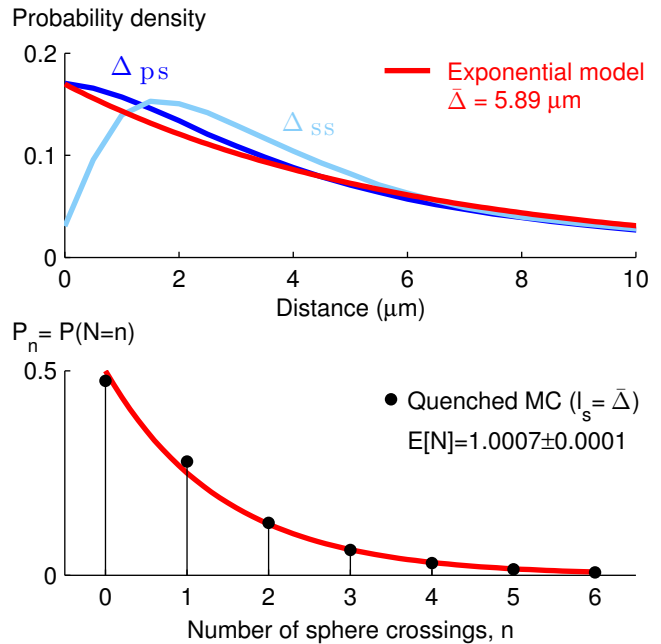 Probability density
0.2
Δ ps
Exponential model
Δ̄ = 5.89 μm
Δ ss
0.1
0
0 2 4 6 8 10
Distance (μm)
P_n= P(N=n)
0.5
Quenched MC (l_s= Δ̄)
E[N]=1.0007±0.0001
0
0 1 2 3 4 5 6
Number of sphere crossings, n